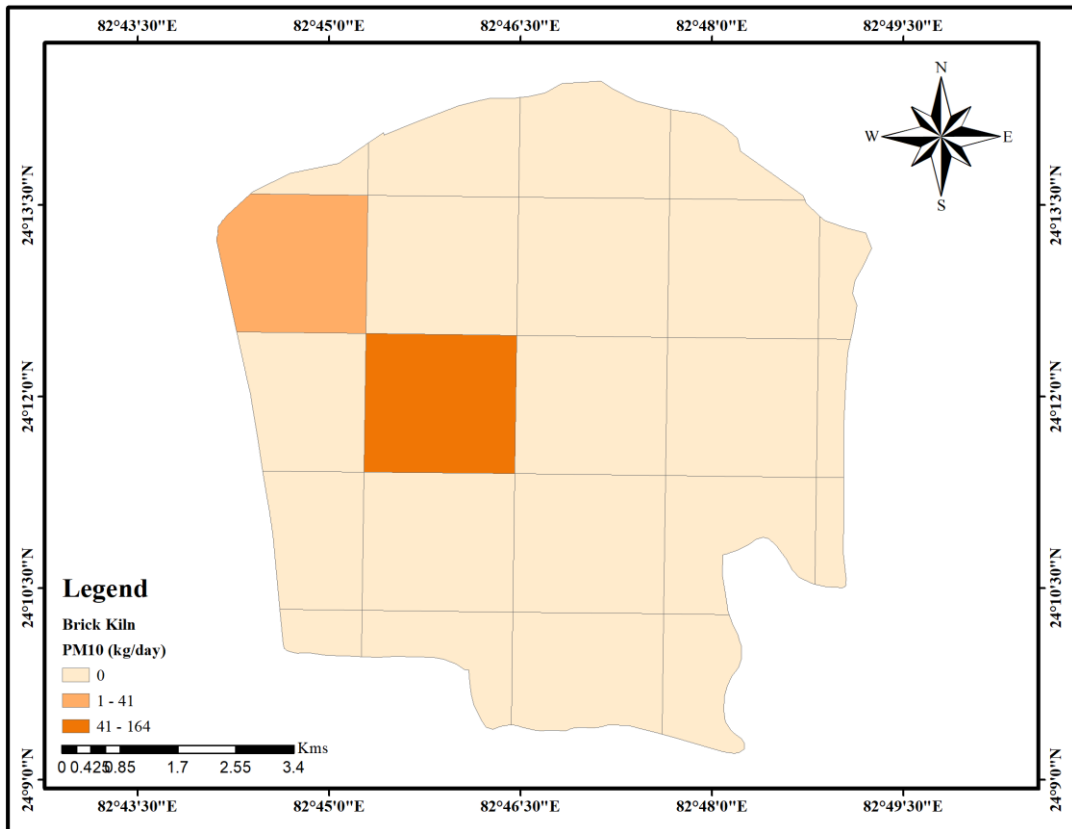 82°43'30"E 82°45'0"E 82°46'30"E 82°48'0"E 82°49'30"E
N
W E
S
24°13'30"N 24°13'30"N
24°12'0"N 24°12'0"N
24°10'30"N 24°10'30"N
24°9'0"N 24°9'0"N
Legend
Brick Kiln
PM10 (kg/day)
0
1 - 41
41 - 164
Kms
0 0.425 0.85 1.7 2.55 3.4
82°43'30"E 82°45'0"E 82°46'30"E 82°48'0"E 82°49'30"E